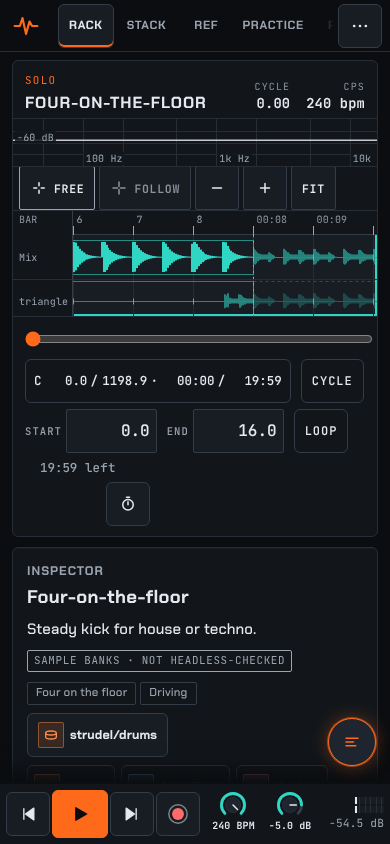 RACK STACK REF PRACTICE
SOLO
FOUR-ON-THE-FLOOR
CYCLE CPS
0.00 240 bpm
-60 dB
100 Hz 1k Hz 10k
FREE FOLLOW − + FIT
BAR 6 7 8 00:08 00:09
Mix
triangle
C 0.0 / 1198.9 · 00:00 / 19:59 CYCLE
START 0.0 END 16.0 LOOP
19:59 left
INSPECTOR
Four-on-the-floor
Steady kick for house or techno.
SAMPLE BANKS · NOT HEADLESS-CHECKED
Four on the floor Driving
strudel/drums
240 BPM -5.0 dB -54.5 dB